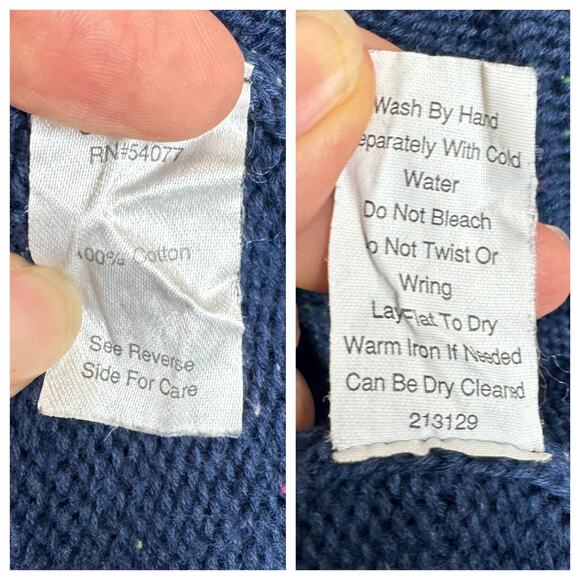 RN#54077
100% Cotton
See Reverse
Side For Care
Wash By Hand
Separately With Cold
Water
Do Not Bleach
Do Not Twist Or
Wring
Lay Flat To Dry
Warm Iron If Needed
Can Be Dry Cleared
213129